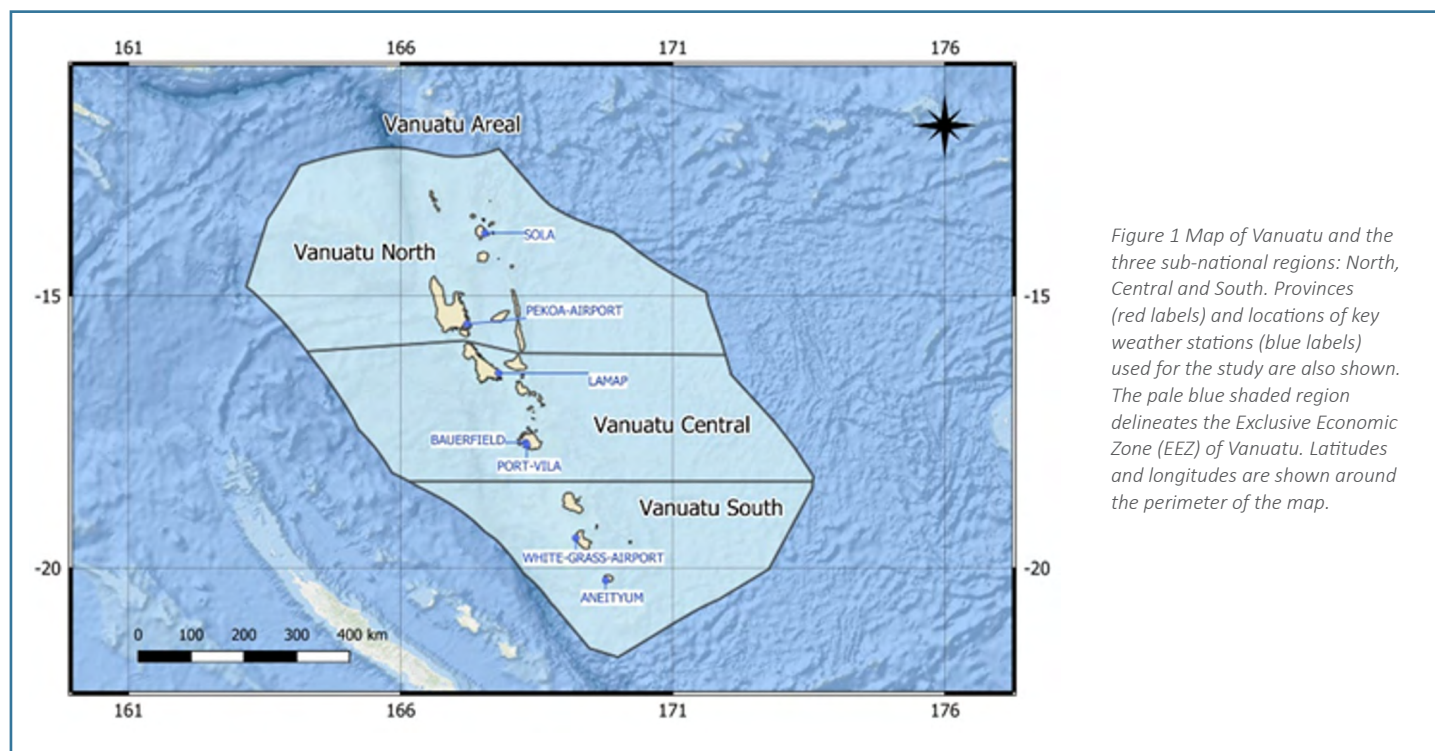 161 166 171 176
Vanuatu Areal
SOLA
Vanuatu North
-15 -15
PEKOA-AIRPORT
LAMAP
Vanuatu Central
BAUERFIELD
PORT-VILA
Vanuatu South
WHITE-GRASS-AIRPORT
-20 -20
ANEITYUM
0 100 200 300 400 km
161 166 171 176
Figure 1 Map of Vanuatu and the
three sub-national regions: North,
Central and South. Provinces
(red labels) and locations of key
weather stations (blue labels)
used for the study are also shown.
The pale blue shaded region
delineates the Exclusive Economic
Zone (EEZ) of Vanuatu. Latitudes
and longitudes are shown around
the perimeter of the map.